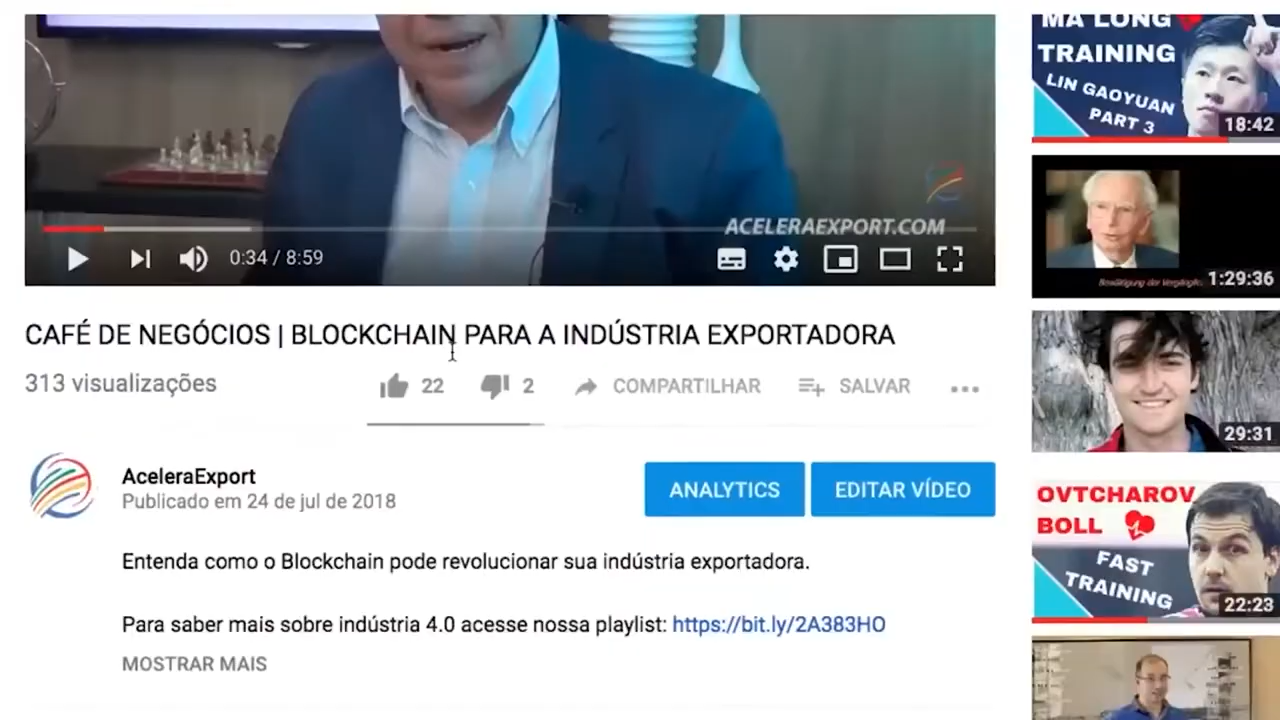 ACELERAEXPORT.COM
0:34 / 8:59
CAFÉ DE NEGÓCIOS | BLOCKCHAIN PARA A INDÚSTRIA EXPORTADORA
313 visualizações
22
2
COMPARTILHAR
SALVAR
AceleraExport
Publicado em 24 de jul de 2018
ANALYTICS
EDITAR VÍDEO
Entenda como o Blockchain pode revolucionar sua indústria exportadora.
Para saber mais sobre indústria 4.0 acesse nossa playlist: https://bit.ly/2A383HO
MOSTRAR MAIS
MA LONG
TRAINING
LIN GAOYUAN
PART 3
18:42
1:29:36
29:31
OVTCHAROV
BOLL
FAST
TRAINING
22:23